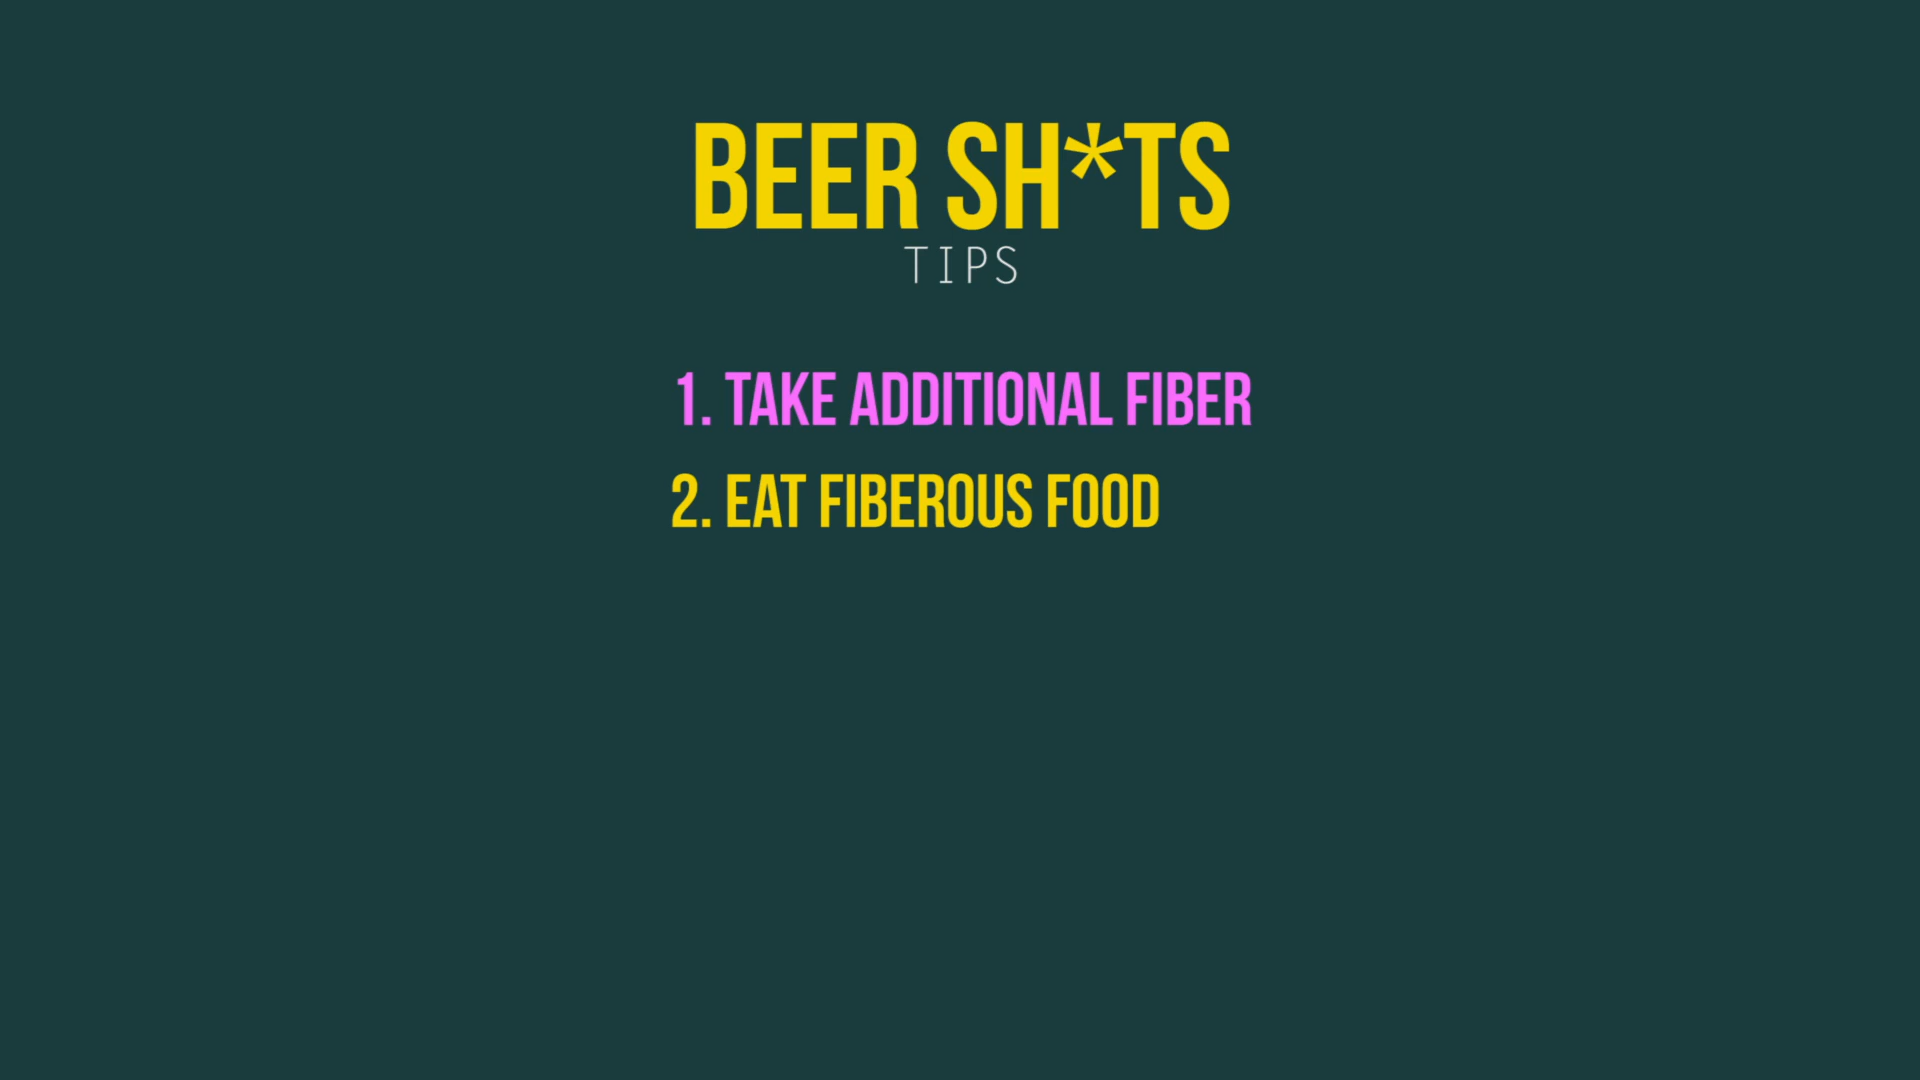 BEER SH*TS
TIPS
1. TAKE ADDITIONAL FIBER
2. EAT FIBEROUS FOOD